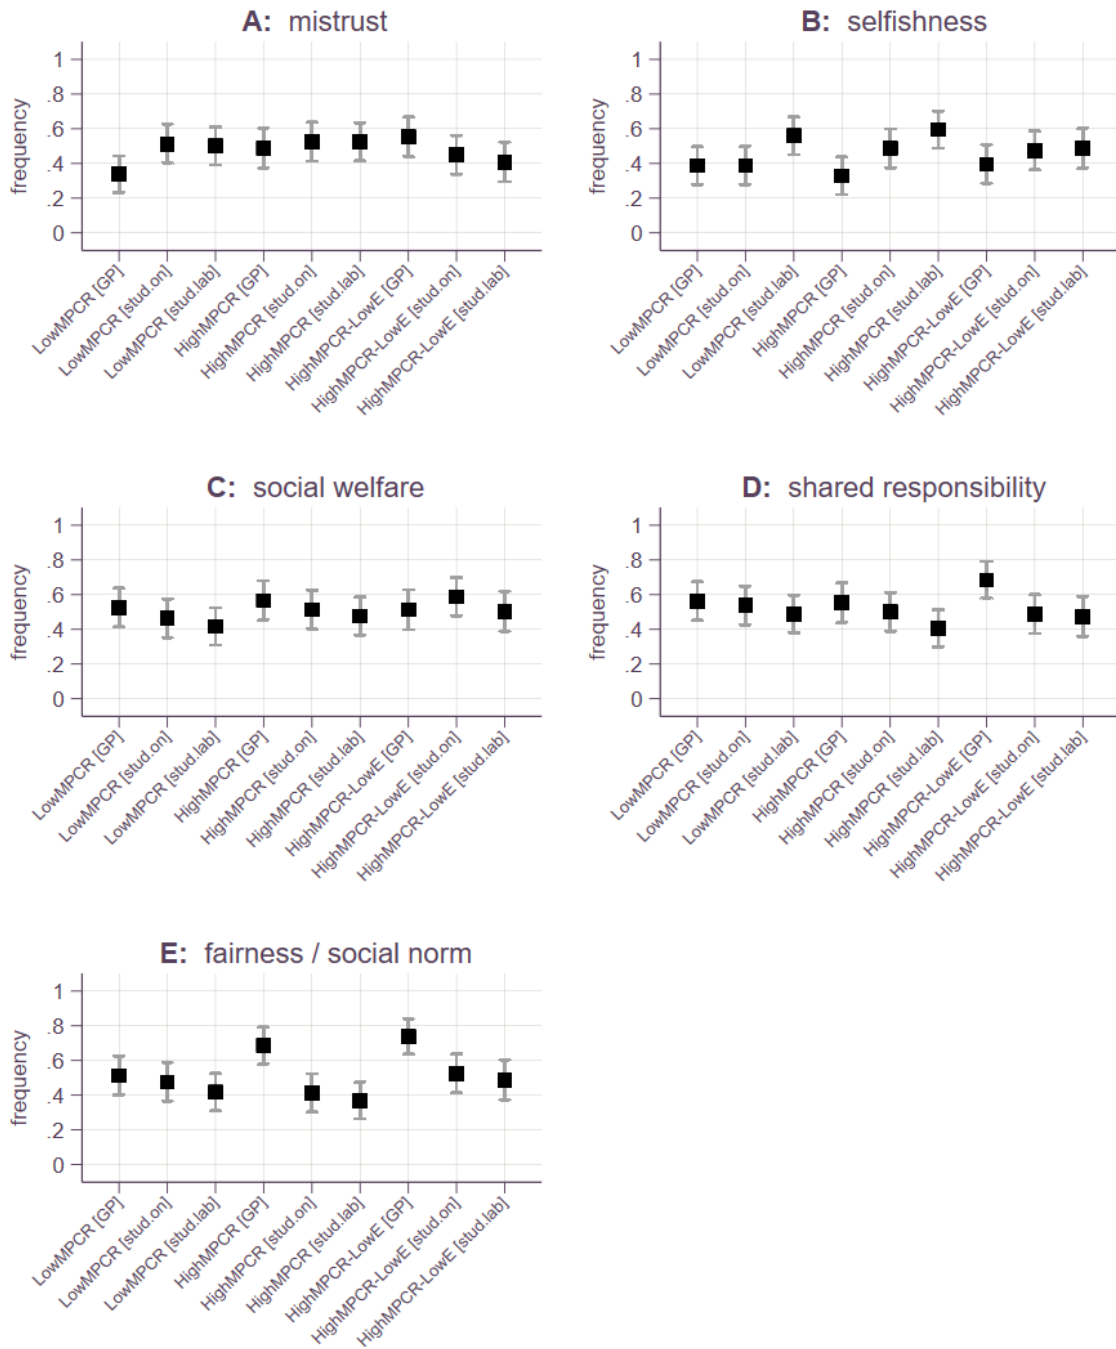 A: mistrust
frequency
1
.8
.6
.4
.2
0
LowMPCR [GP]
LowMPCR [stud.on]
LowMPCR [stud.lab]
HighMPCR [GP]
HighMPCR [stud.on]
HighMPCR [stud.lab]
HighMPCR-LowE [GP]
HighMPCR-LowE [stud.on]
HighMPCR-LowE [stud.lab]
B: selfishness
frequency
1
.8
.6
.4
.2
0
LowMPCR [GP]
LowMPCR [stud.on]
LowMPCR [stud.lab]
HighMPCR [GP]
HighMPCR [stud.on]
HighMPCR [stud.lab]
HighMPCR-LowE [GP]
HighMPCR-LowE [stud.on]
HighMPCR-LowE [stud.lab]
C: social welfare
frequency
1
.8
.6
.4
.2
0
LowMPCR [GP]
LowMPCR [stud.on]
LowMPCR [stud.lab]
HighMPCR [GP]
HighMPCR [stud.on]
HighMPCR [stud.lab]
HighMPCR-LowE [GP]
HighMPCR-LowE [stud.on]
HighMPCR-LowE [stud.lab]
D: shared responsibility
frequency
1
.8
.6
.4
.2
0
LowMPCR [GP]
LowMPCR [stud.on]
LowMPCR [stud.lab]
HighMPCR [GP]
HighMPCR [stud.on]
HighMPCR [stud.lab]
HighMPCR-LowE [GP]
HighMPCR-LowE [stud.on]
HighMPCR-LowE [stud.lab]
E: fairness / social norm
frequency
1
.8
.6
.4
.2
0
LowMPCR [GP]
LowMPCR [stud.on]
LowMPCR [stud.lab]
HighMPCR [GP]
HighMPCR [stud.on]
HighMPCR [stud.lab]
HighMPCR-LowE [GP]
HighMPCR-LowE [stud.on]
HighMPCR-LowE [stud.lab]